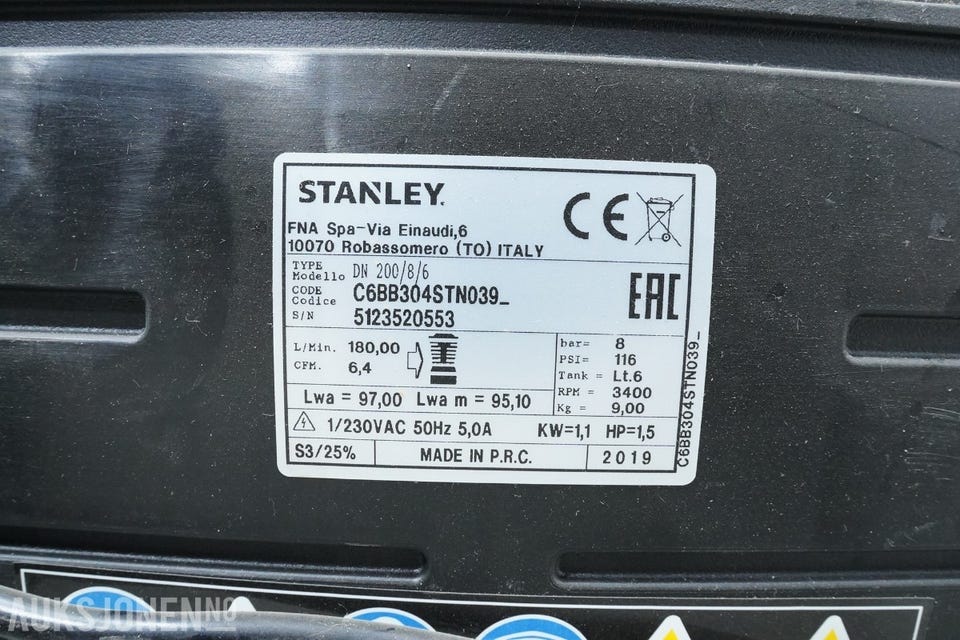 STANLEY.
CE
FNA Spa-Via Einaudi,6
10070 Robassomero (TO) ITALY
TYPE
Modello DN 200/8/6
CODE
Codice C6BB304STN039_
S/N 5123520553
EAC
L/Min. 180,00
CFM. 6,4
bar= 8
PSI= 116
Tank = Lt.6
RPM = 3400
Kg = 9,00
Lwa = 97,00 Lwa m = 95,10
1/230VAC 50Hz 5,0A KW=1,1 HP=1,5
S3/25% MADE IN P.R.C. 2019
C6BB304STN039_
AUKSJONEN.NO